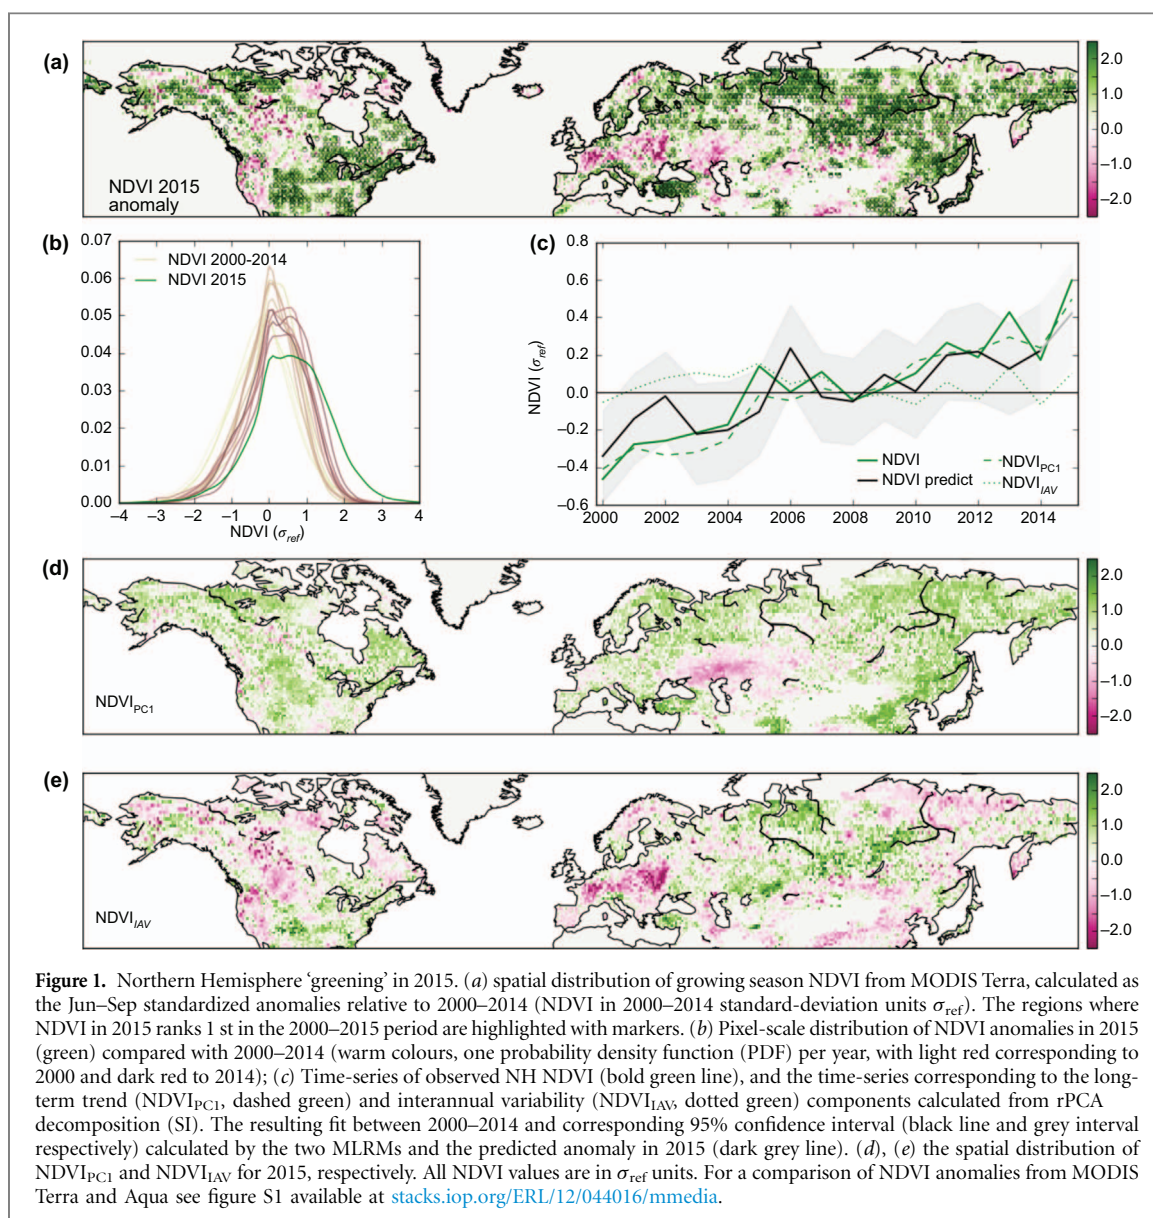 (a)
2.0
1.0
0.0
−1.0
−2.0
NDVI 2015
anomaly
(b)
0.07
0.06
0.05
0.04
0.03
0.02
0.01
0.00
NDVI 2000-2014
NDVI 2015
−4 −3 −2 −1 0 1 2 3 4
NDVI (σref)
(c)
0.8
0.6
0.4
0.2
0.0
−0.2
−0.4
−0.6
NDVI (σref)
NDVI NDVIPC1
NDVI predict NDVIIAV
2000 2002 2004 2006 2008 2010 2012 2014
(d)
2.0
1.0
0.0
−1.0
−2.0
NDVIPC1
(e)
2.0
1.0
0.0
−1.0
−2.0
NDVIIAV
Figure 1. Northern Hemisphere ‘greening’ in 2015. (a) spatial distribution of growing season NDVI from MODIS Terra, calculated as
the Jun–Sep standardized anomalies relative to 2000–2014 (NDVI in 2000–2014 standard-deviation units σref). The regions where
NDVI in 2015 ranks 1 st in the 2000–2015 period are highlighted with markers. (b) Pixel-scale distribution of NDVI anomalies in 2015
(green) compared with 2000–2014 (warm colours, one probability density function (PDF) per year, with light red corresponding to
2000 and dark red to 2014); (c) Time-series of observed NH NDVI (bold green line), and the time-series corresponding to the long-
term trend (NDVIPC1, dashed green) and interannual variability (NDVIIAV, dotted green) components calculated from rPCA
decomposition (SI). The resulting fit between 2000–2014 and corresponding 95% confidence interval (black line and grey interval
respectively) calculated by the two MLRMs and the predicted anomaly in 2015 (dark grey line). (d), (e) the spatial distribution of
NDVIPC1 and NDVIIAV for 2015, respectively. All NDVI values are in σref units. For a comparison of NDVI anomalies from MODIS
Terra and Aqua see figure S1 available at stacks.iop.org/ERL/12/044016/mmedia.